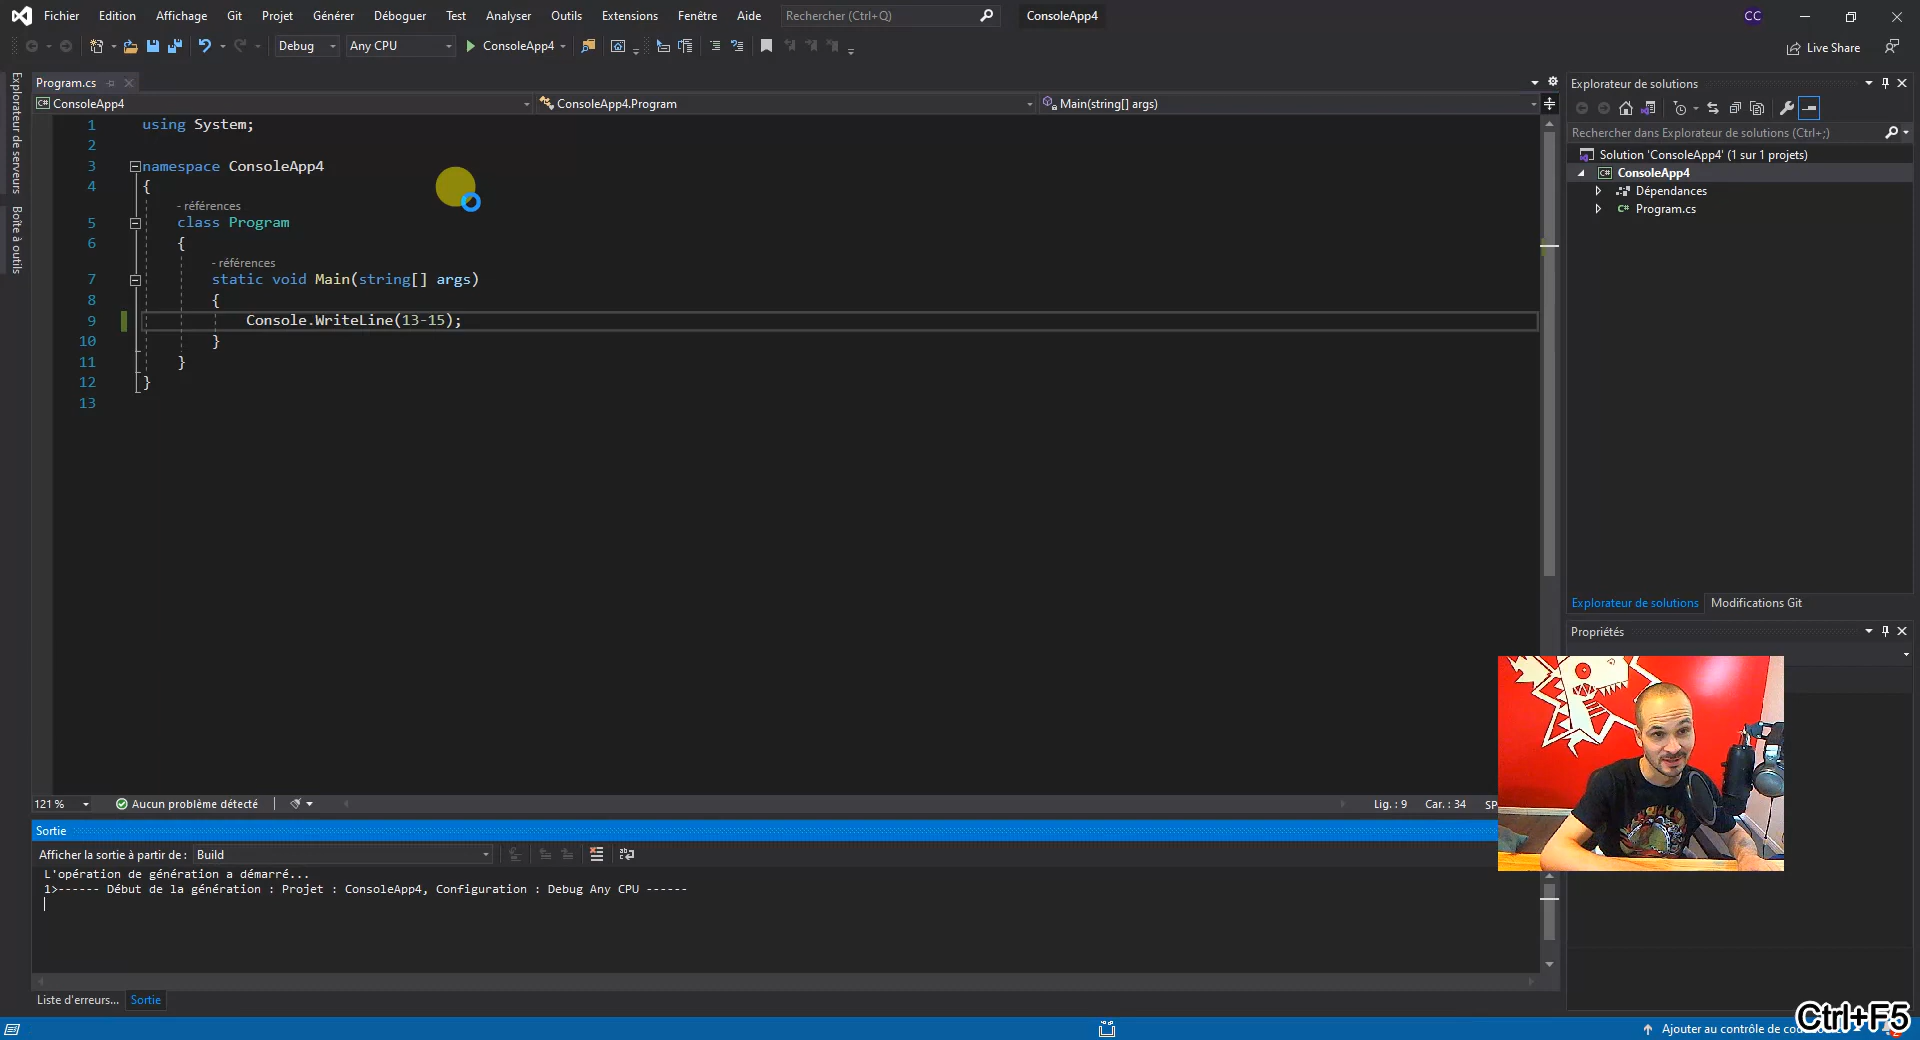 Fichier Edition Affichage Git Projet Générer Déboguer Test Analyser Outils Extensions Fenêtre Aide Rechercher (Ctrl+Q) ConsoleApp4 CC
Debug Any CPU ConsoleApp4 Live Share
Explorateur de serveurs
Boîte à outils
Program.cs
ConsoleApp4 ConsoleApp4.Program Main(string[] args)
1 using System;
2
3 namespace ConsoleApp4
4 {
- références
5 class Program
6 {
- références
7 static void Main(string[] args)
8 {
9 Console.WriteLine(13-15);
10 }
11 }
12 }
13
121 % Aucun problème détecté Lig. : 9 Car. : 34 SP
Sortie
Afficher la sortie à partir de : Build
L'opération de génération a démarré...
1>------ Début de la génération : Projet : ConsoleApp4, Configuration : Debug Any CPU ------
Liste d'erreurs... Sortie
Explorateur de solutions
Rechercher dans Explorateur de solutions (Ctrl+;)
Solution 'ConsoleApp4' (1 sur 1 projets)
C# ConsoleApp4
Dépendances
C# Program.cs
Explorateur de solutions Modifications Git
Propriétés
Ajouter au contrôle de
Ctrl+F5